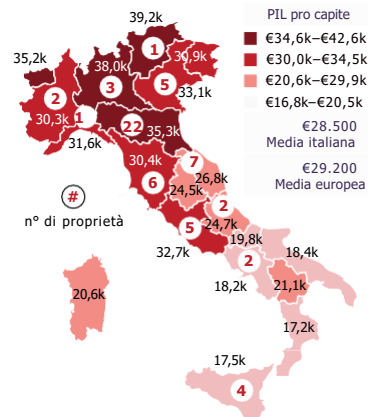 39,2k
PIL pro capite
€34,6k–€42,6k
€30,0k–€34,5k
€20,6k–€29,9k
€16,8k–€20,5k
€28.500
Media italiana
€29.200
Media europea
35,2k
38,0k
1
30,9k
2
3
5
33,1k
30,3k
1
22
35,3k
31,6k
30,4k
7
26,8k
#
6
24,5k
n° di proprietà
2
5
24,7k
32,7k
19,8k
18,4k
2
18,2k
21,1k
20,6k
17,2k
17,5k
4